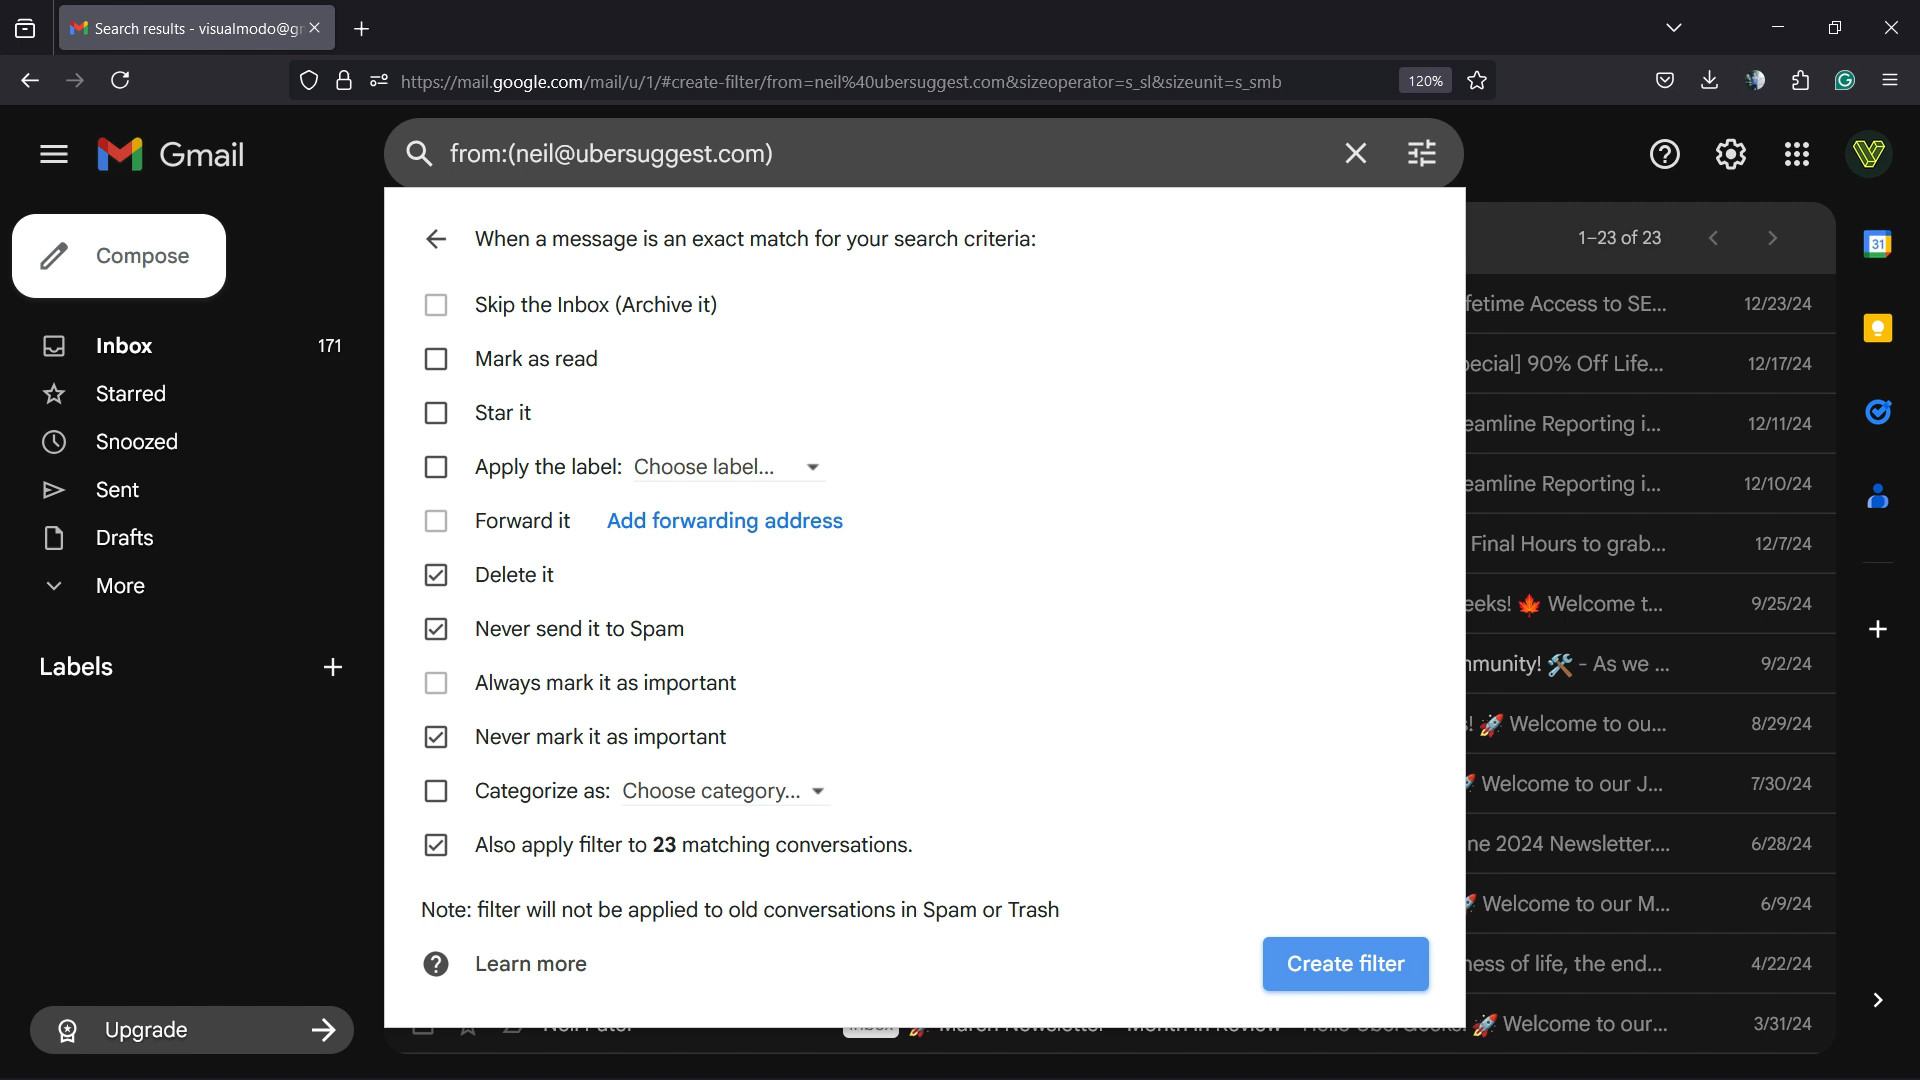 Search results - visualmodo@gr
https://mail.google.com/mail/u/1/#create-filter/from=neil%40ubersuggest.com&sizeoperator=s_sl&sizeunit=s_smb
120%
Gmail
from:(neil@ubersuggest.com)
Compose
Inbox 171
Starred
Snoozed
Sent
Drafts
More
Labels
Upgrade
When a message is an exact match for your search criteria:
Skip the Inbox (Archive it)
Mark as read
Star it
Apply the label: Choose label...
Forward it Add forwarding address
Delete it
Never send it to Spam
Always mark it as important
Never mark it as important
Categorize as: Choose category...
Also apply filter to 23 matching conversations.
Note: filter will not be applied to old conversations in Spam or Trash
Learn more
Create filter
1–23 of 23
fetime Access to SE... 12/23/24
ecial] 90% Off Life... 12/17/24
eamline Reporting i... 12/11/24
eamline Reporting i... 12/10/24
Final Hours to grab... 12/7/24
eeks! 🍁 Welcome t... 9/25/24
munity! 🛠️ - As we ... 9/2/24
! 🚀 Welcome to ou... 8/29/24
Welcome to our J... 7/30/24
ne 2024 Newsletter.... 6/28/24
Welcome to our M... 6/9/24
ess of life, the end... 4/22/24
🚀 Welcome to our... 3/31/24
31